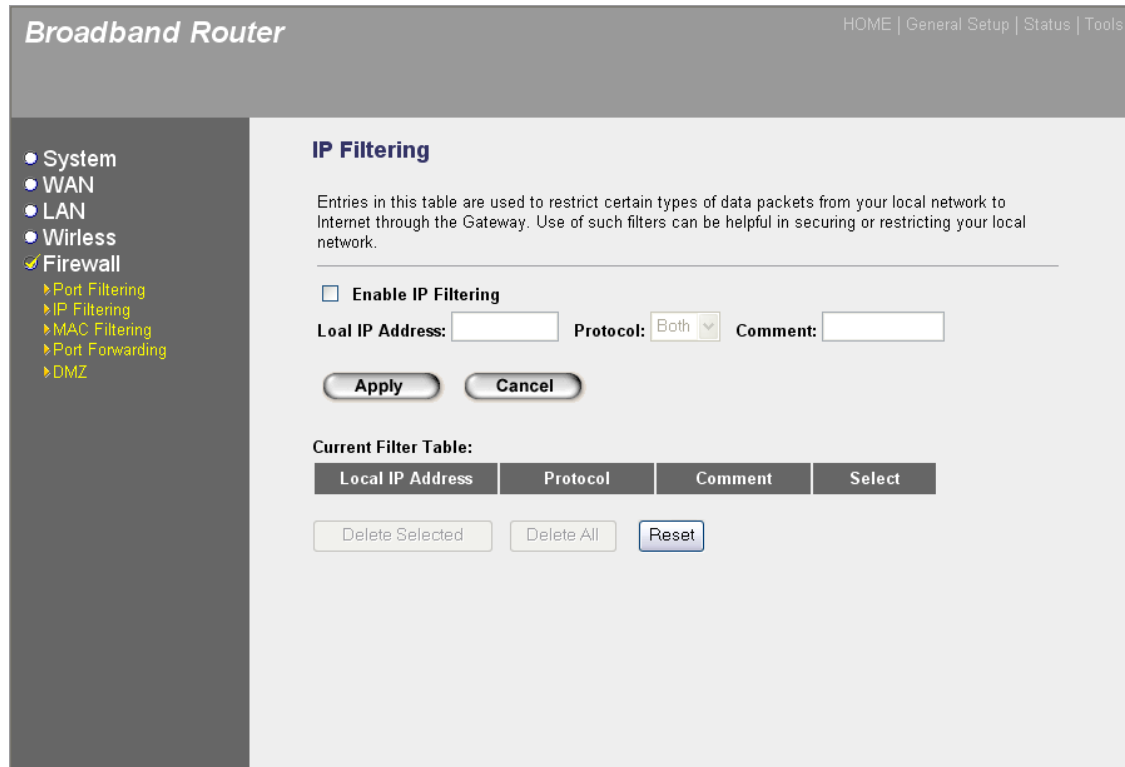 Broadband Router
HOME | General Setup | Status | Tools
System
WAN
LAN
Wirless
Firewall
Port Filtering
IP Filtering
MAC Filtering
Port Forwarding
DMZ
IP Filtering
Entries in this table are used to restrict certain types of data packets from your local network to
Internet through the Gateway. Use of such filters can be helpful in securing or restricting your local
network.
Enable IP Filtering
Loal IP Address: Protocol: Both Comment:
Apply Cancel
Current Filter Table:
Local IP Address Protocol Comment Select
Delete Selected Delete All Reset